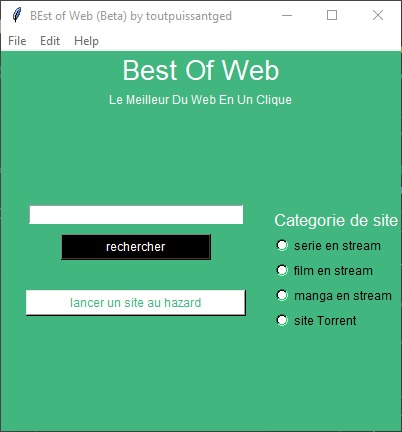 BEst of Web (Beta) by toutpuissantged
File Edit Help
Best Of Web
Le Meilleur Du Web En Un Clique
Categorie de site
rechercher
serie en stream
film en stream
manga en stream
lancer un site au hazard
site Torrent